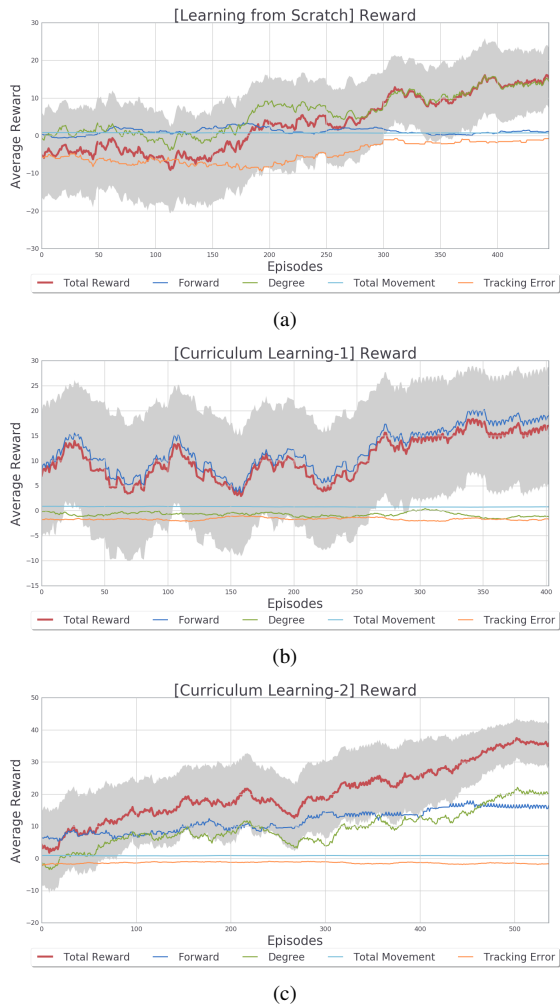 [Learning from Scratch] Reward
30
20
10
0
−10
−20
−30
Average Reward
0 50 100 150 200 250 300 350 400
Episodes
Total Reward Forward Degree Total Movement Tracking Error
(a)
[Curriculum Learning-1] Reward
30
25
20
15
10
5
0
−5
−10
−15
Average Reward
0 50 100 150 200 250 300 350 400
Episodes
Total Reward Forward Degree Total Movement Tracking Error
(b)
[Curriculum Learning-2] Reward
50
40
30
20
10
0
−10
−20
Average Reward
0 100 200 300 400 500
Episodes
Total Reward Forward Degree Total Movement Tracking Error
(c)